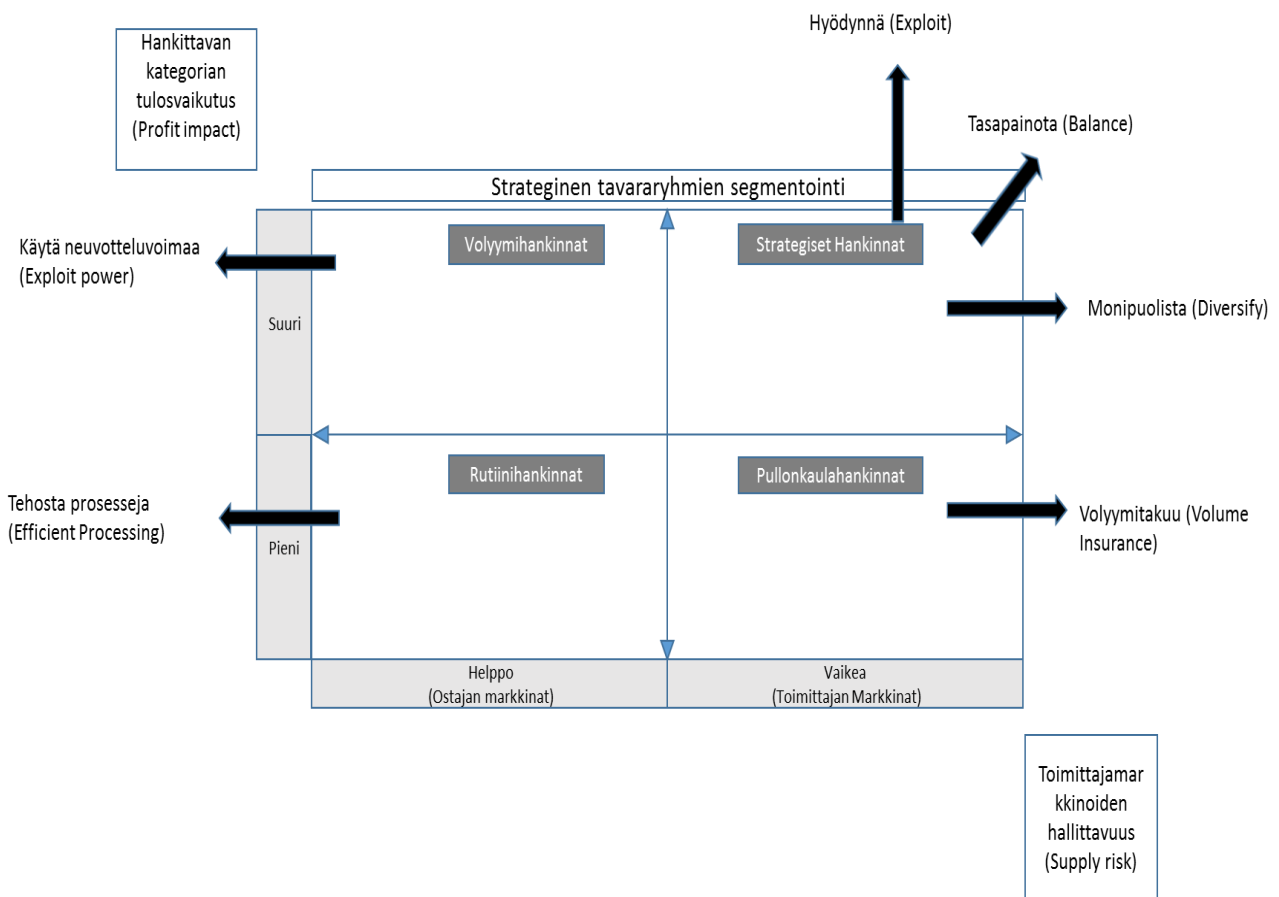 Hyödynnä (Exploit)
Hankittavan
kategorian
tulosvaikutus
(Profit impact)
Tasapainota (Balance)
Strateginen tavararyhmien segmentointi
Käytä neuvotteluvoimaa
(Exploit power)
Volyymihankinnat
Strategiset Hankinnat
Monipuolista (Diversify)
Suuri
Rutiinihankinnat
Pullonkaulahankinnat
Tehosta prosesseja
(Efficient Processing)
Volyymitakuu (Volume
Insurance)
Pieni
Helppo
(Ostajan markkinat)
Vaikea
(Toimittajan Markkinat)
Toimittajamar
kkinoiden
hallittavuus
(Supply risk)